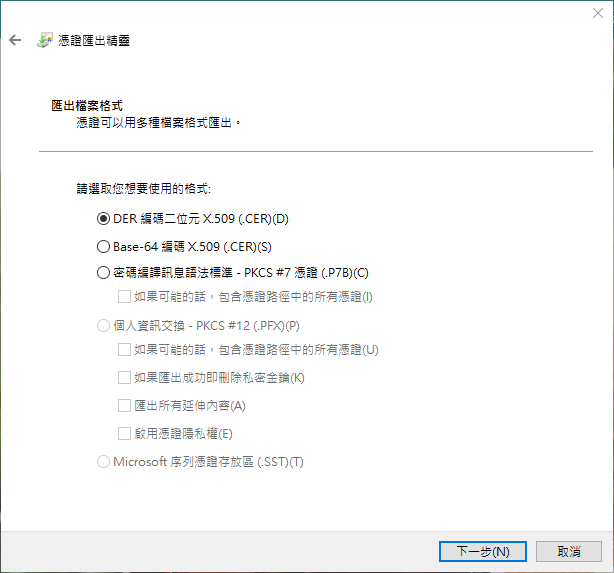 憑證匯出精靈
匯出檔案格式
憑證可以用多種檔案格式匯出。
請選取您想要使用的格式:
DER 編碼二位元 X.509 (.CER)(D)
Base-64 編碼 X.509 (.CER)(S)
密碼編譯訊息語法標準 - PKCS #7 憑證 (.P7B)(C)
如果可能的話，包含憑證路徑中的所有憑證(I)
個人資訊交換 - PKCS #12 (.PFX)(P)
如果可能的話，包含憑證路徑中的所有憑證(U)
如果匯出成功即刪除私密金鑰(K)
匯出所有延伸內容(A)
啟用憑證隱私權(E)
Microsoft 序列憑證存放區 (.SST)(T)
下一步(N)
取消